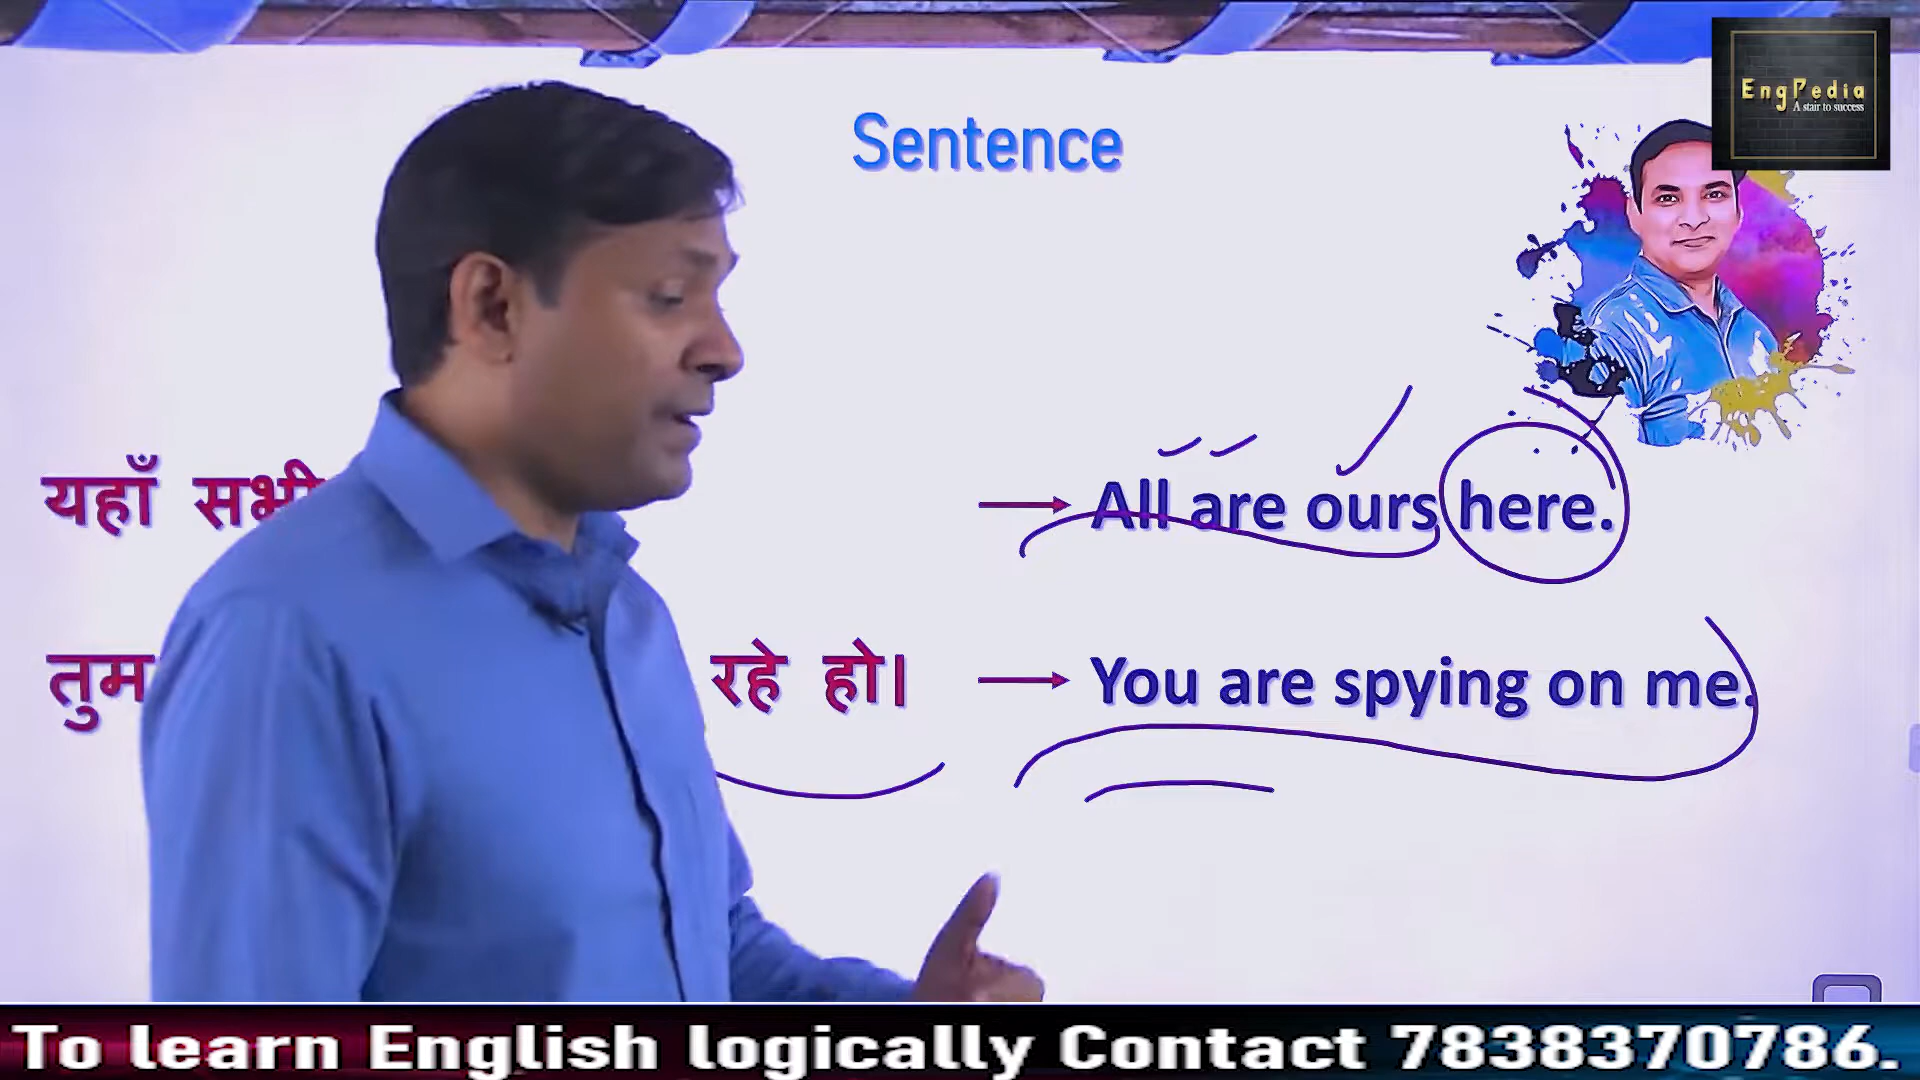 EngPedia
A stair to success
Sentence
यहाँ सभी → All are ours here.
तुम रहे हो। → You are spying on me.
To learn English logically Contact 7838370786.